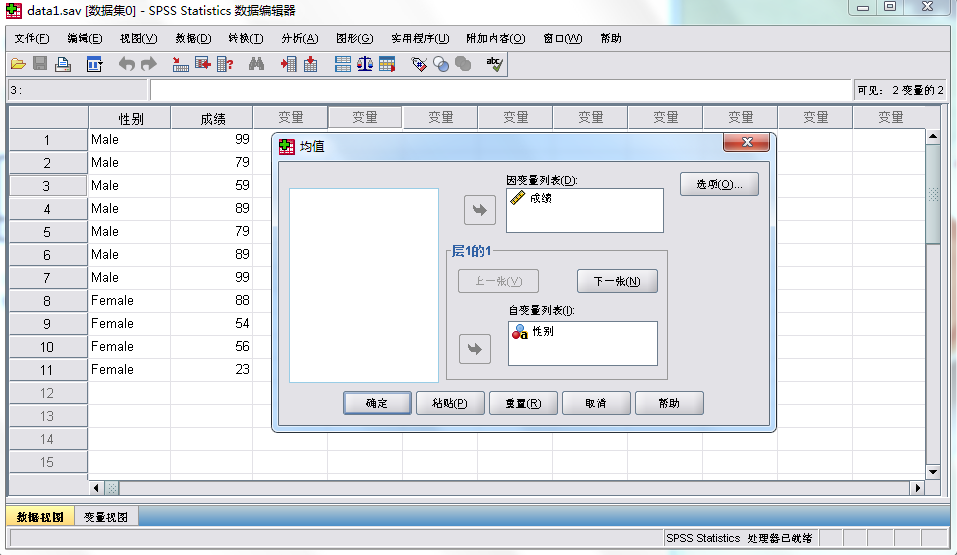 data1.sav [数据集0] - SPSS Statistics 数据编辑器
文件(F) 编辑(E) 视图(V) 数据(D) 转换(T) 分析(A) 图形(G) 实用程序(U) 附加内容(O) 窗口(W) 帮助
3 : 可见: 2 变量的 2
性别 成绩 变量 变量 变量 变量 变量 变量 变量 变量 变量
1 Male 99
2 Male 79
3 Male 59
4 Male 89
5 Male 79
6 Male 89
7 Male 99
8 Female 88
9 Female 54
10 Female 56
11 Female 23
12
13
14
15
均值
因变量列表(D):
成绩
选项(O)...
层1的1
上一张(V) 下一张(N)
自变量列表(I):
性别
确定 粘贴(P) 重置(R) 取消 帮助
数据视图 变量视图
SPSS Statistics 处理器已就绪